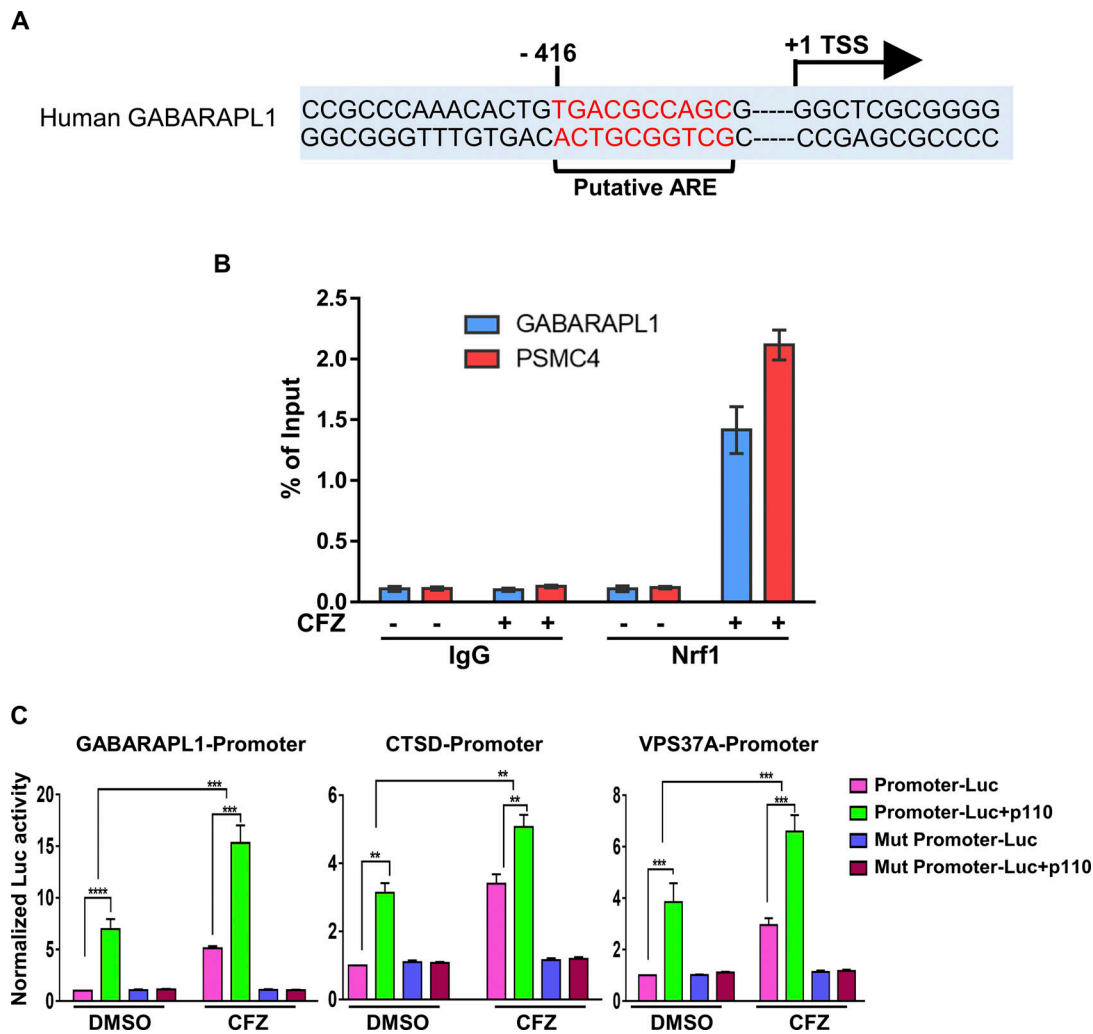 A
- 416
+1 TSS
Human GABARAPL1
CCGCCCAAACACTGTGACGCCAGCG-----GGCTCGCGGGG
GGCGGGTTTGTGACACTGCGGTCGC-----CCGAGCGCCCC
Putative ARE
B
2.5
2.0
1.5
1.0
0.5
0.0
% of Input
GABARAPL1
PSMC4
CFZ
- - + + - - + +
IgG Nrf1
C
GABARAPL1-Promoter
CTSD-Promoter
VPS37A-Promoter
Normalized Luc activity
20
15
10
5
0
****
***
***
DMSO CFZ
6
4
2
0
**
**
**
DMSO CFZ
8
6
4
2
0
***
***
***
DMSO CFZ
Promoter-Luc
Promoter-Luc+p110
Mut Promoter-Luc
Mut Promoter-Luc+p110